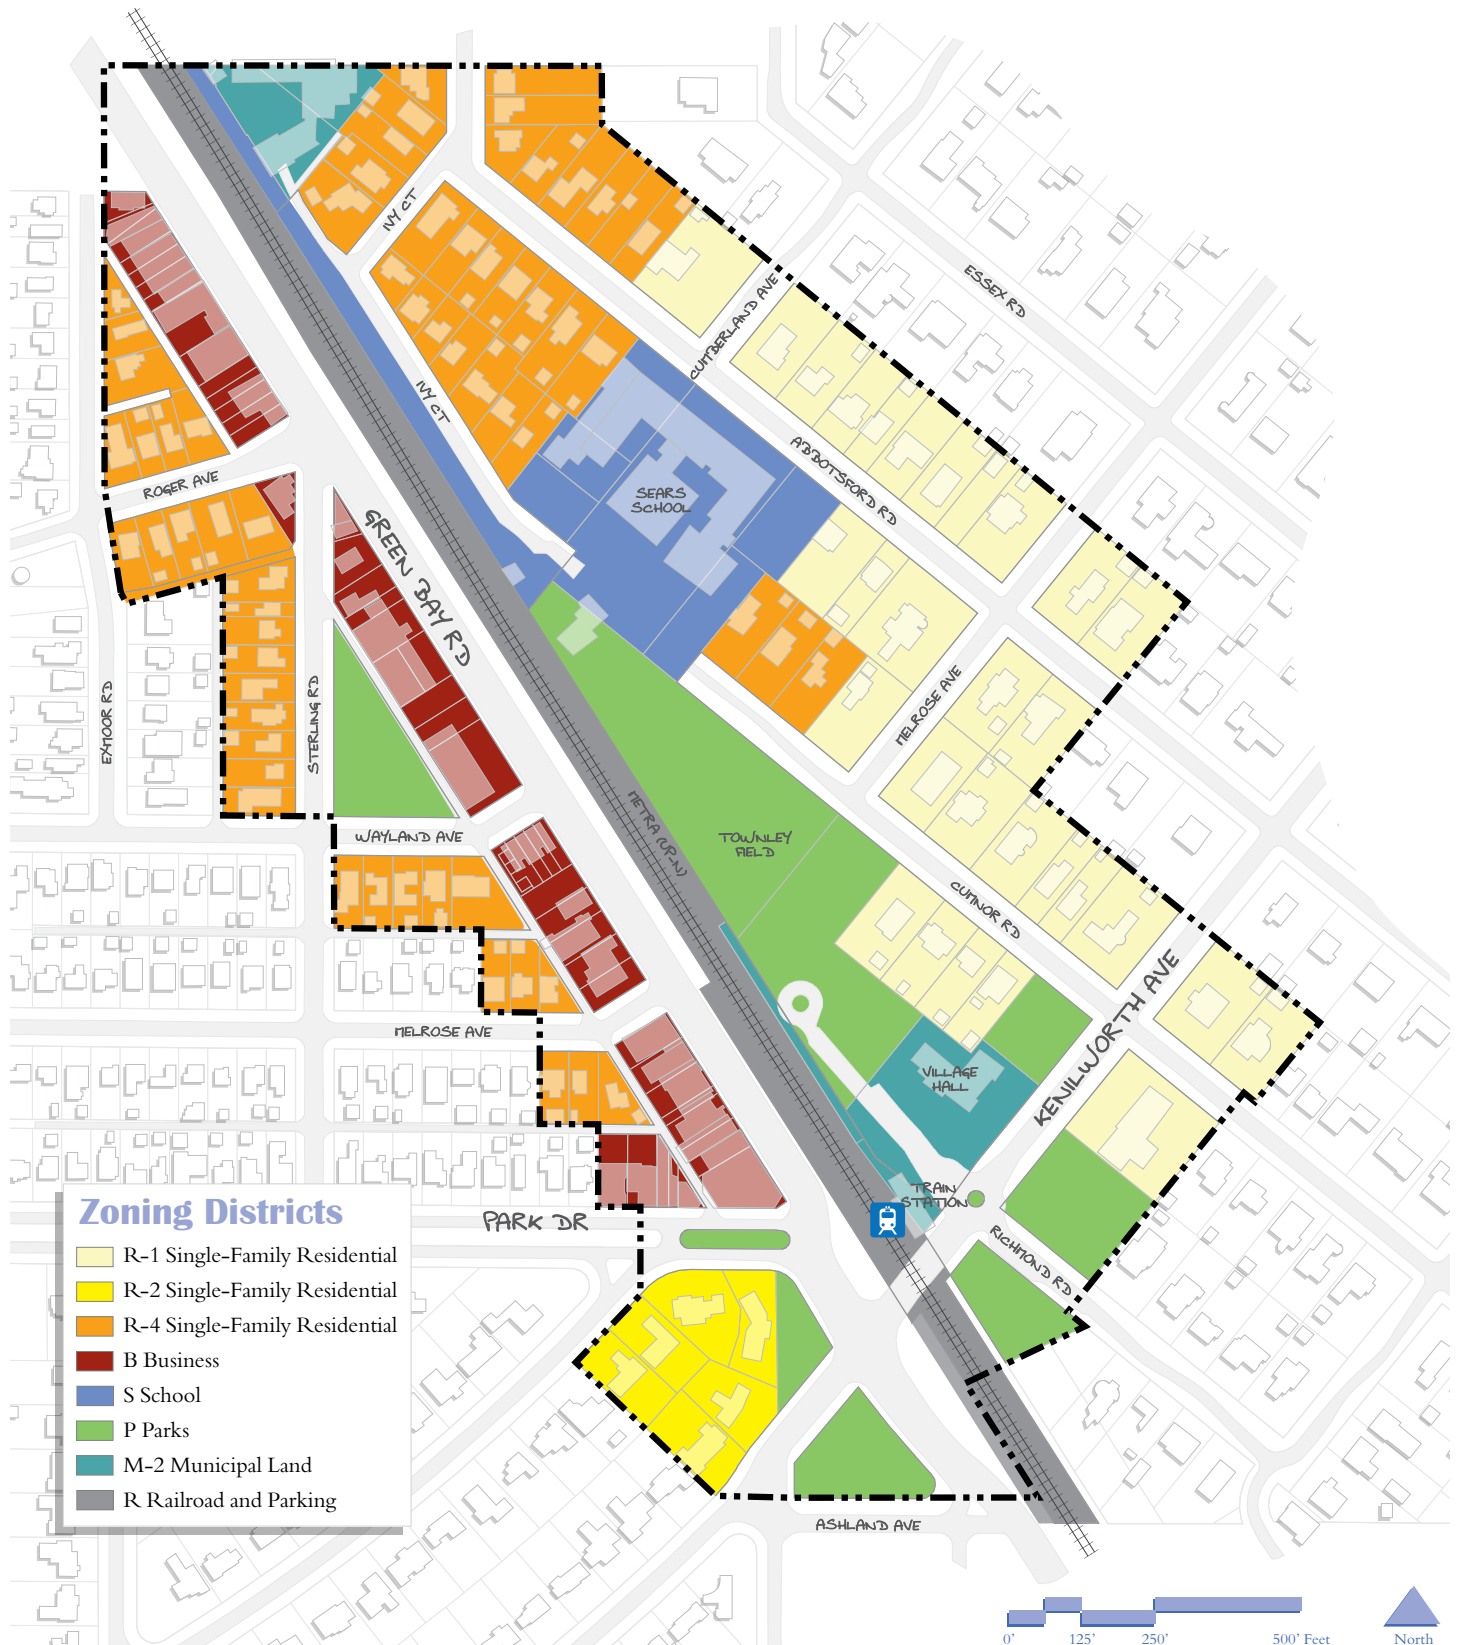 IVY CT
ESSEX RD
CUMBERLAND AVE
IVY CT
ABBOTSFORD RD
ROGER AVE
SEARS
SCHOOL
GREEN BAY RD
EXMOOR RD
STERLING RD
MELROSE AVE
METRA (UP-N)
WAYLAND AVE
TOWNLEY
FIELD
CUMNOR RD
KENILWORTH AVE
MELROSE AVE
VILLAGE
HALL
TRAIN
STATION
PARK DR
RICHMOND RD
Zoning Districts
R-1 Single-Family Residential
R-2 Single-Family Residential
R-4 Single-Family Residential
B Business
S School
P Parks
M-2 Municipal Land
R Railroad and Parking
ASHLAND AVE
0' 125' 250' 500' Feet
North